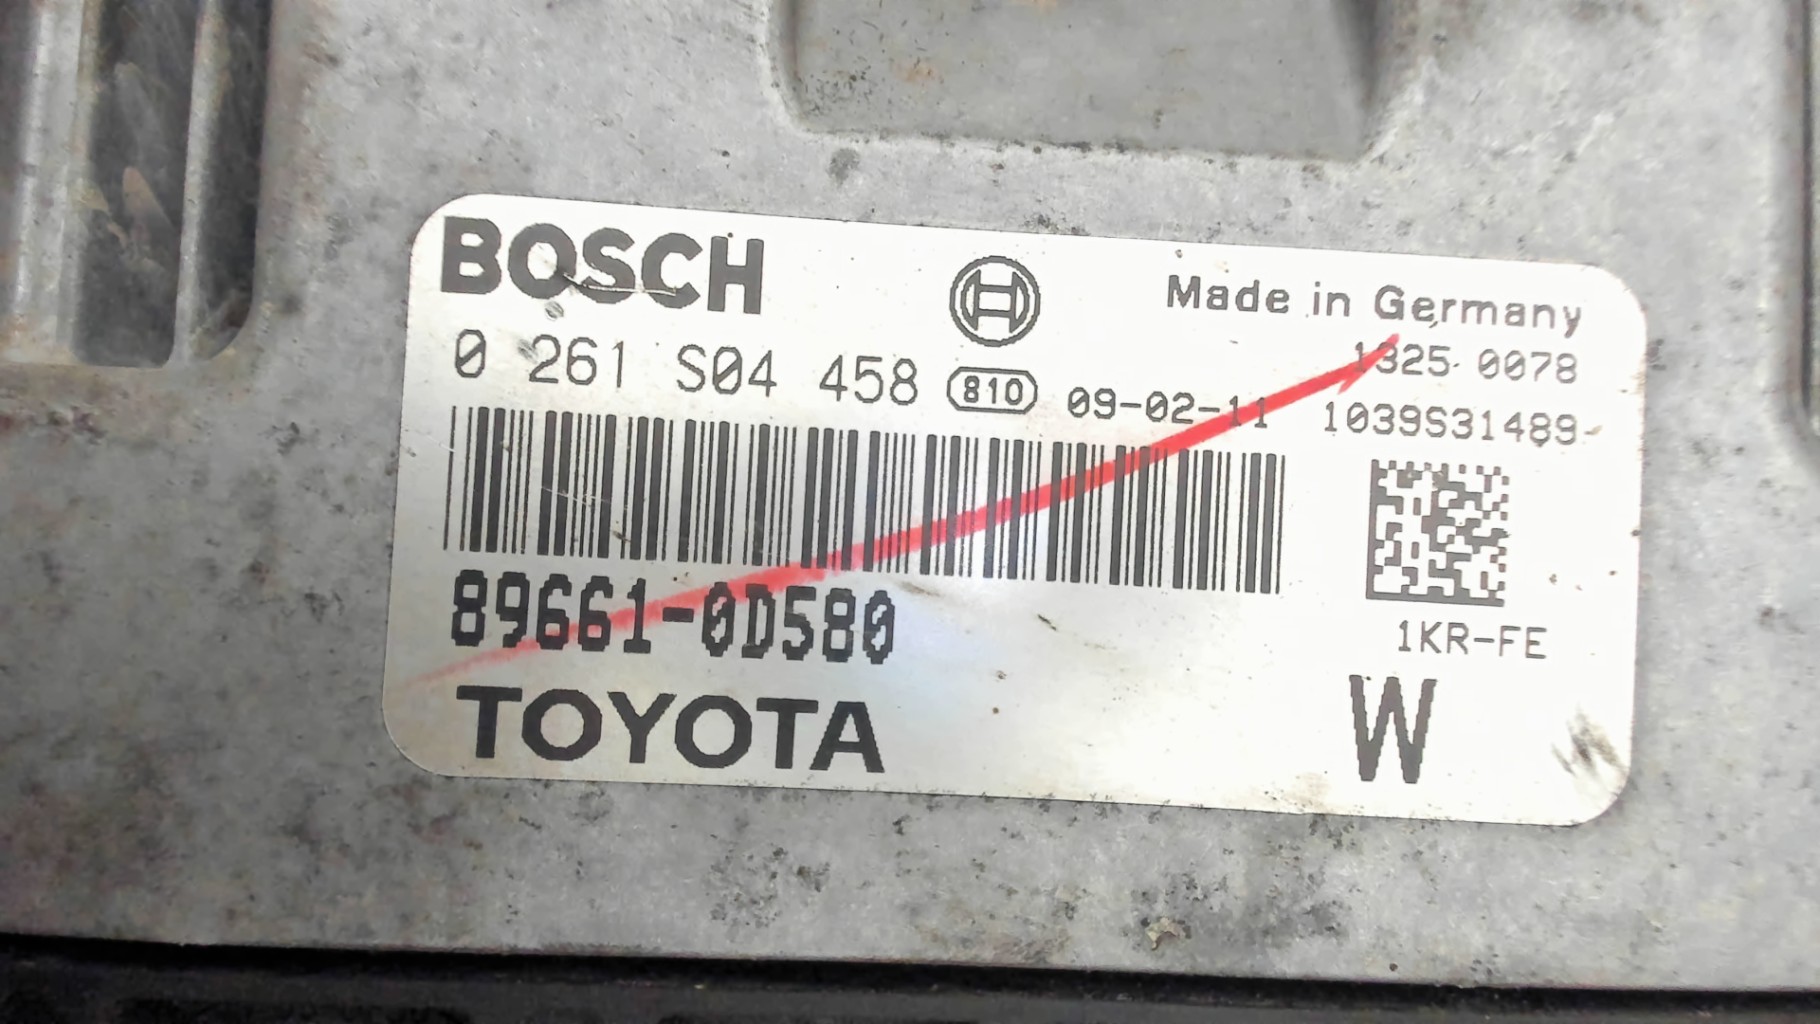 BOSCH
Made in Germany
0 261 S04 458 810 09-02-11
1325 0078
1039S31489
89661-0D580
1KR-FE
TOYOTA
W